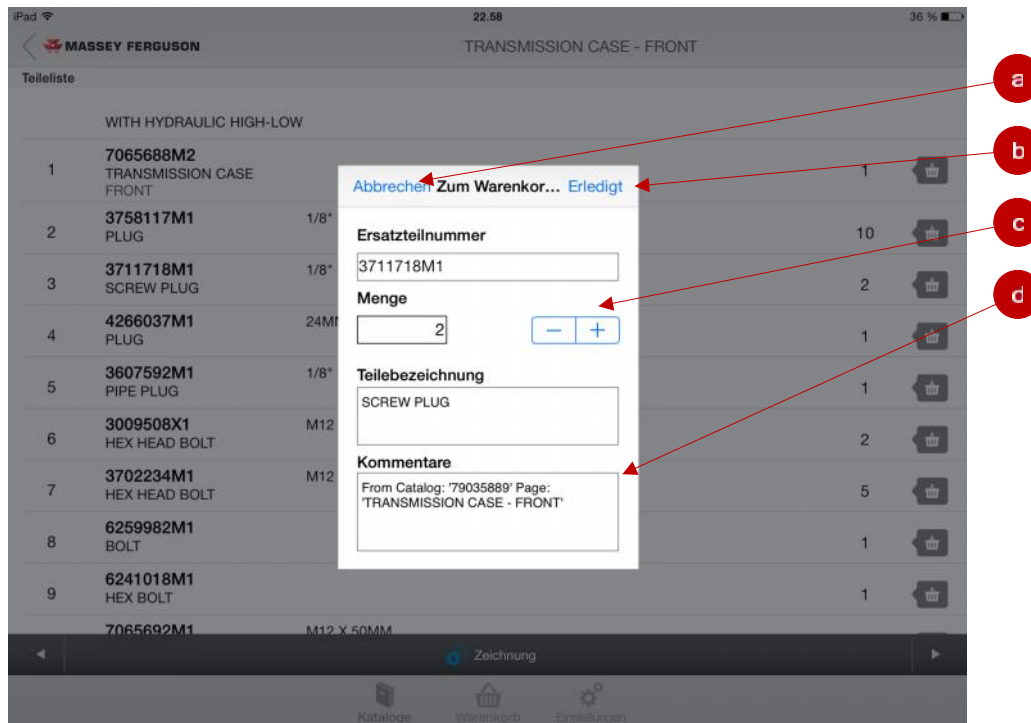 iPad 22.58 36 %
MASSEY FERGUSON TRANSMISSION CASE - FRONT
Teileliste
a
WITH HYDRAULIC HIGH-LOW
b
1 7065688M2 TRANSMISSION CASE FRONT 1
c
2 3758117M1 1/8" PLUG 10
3 3711718M1 1/8" SCREW PLUG 2
d
4 4266037M1 24MM PLUG 1
5 3607592M1 1/8" PIPE PLUG 1
6 3009508X1 M12 HEX HEAD BOLT 2
7 3702234M1 M12 HEX HEAD BOLT 5
8 6259982M1 BOLT 1
9 6241018M1 HEX BOLT 1
7065692M1 M12 X 50MM
Abbrechen Zum Warenkor... Erledigt
Ersatzteilnummer
3711718M1
Menge
2 − +
Teilebezeichnung
SCREW PLUG
Kommentare
From Catalog: '79035889' Page:
'TRANSMISSION CASE - FRONT'
Zeichnung
Kataloge Warenkorb Einstellungen